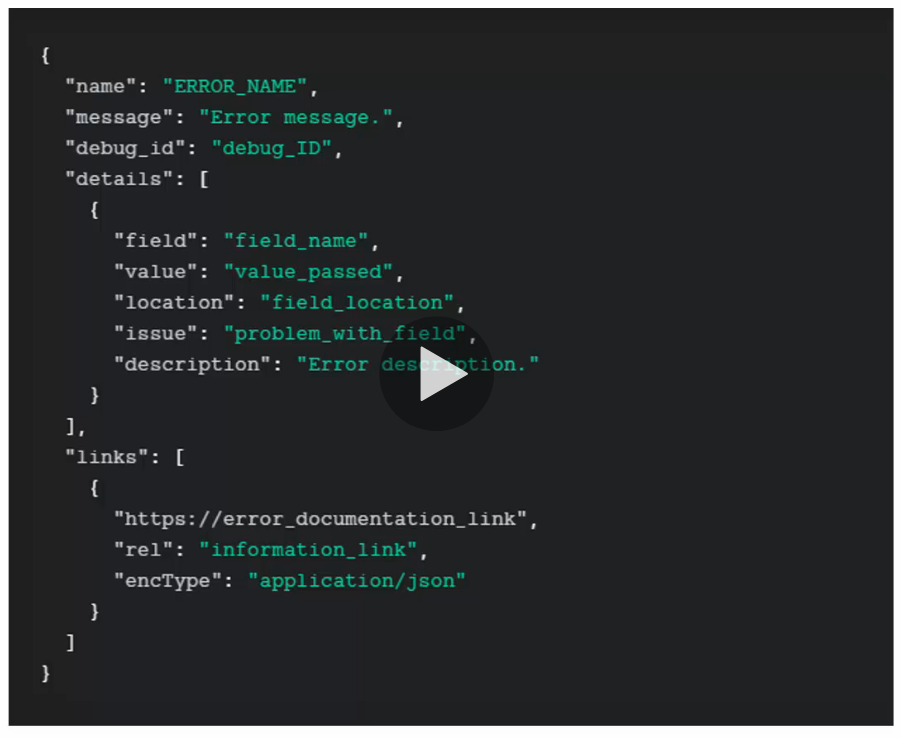 {
"name": "ERROR_NAME",
"message": "Error message.",
"debug_id": "debug_ID",
"details": [
{
"field": "field_name",
"value": "value_passed",
"location": "field_location",
"issue": "problem_with_field",
"description": "Error description."
}
],
"links": [
{
"https://error_documentation_link",
"rel": "information_link",
"encType": "application/json"
}
]
}